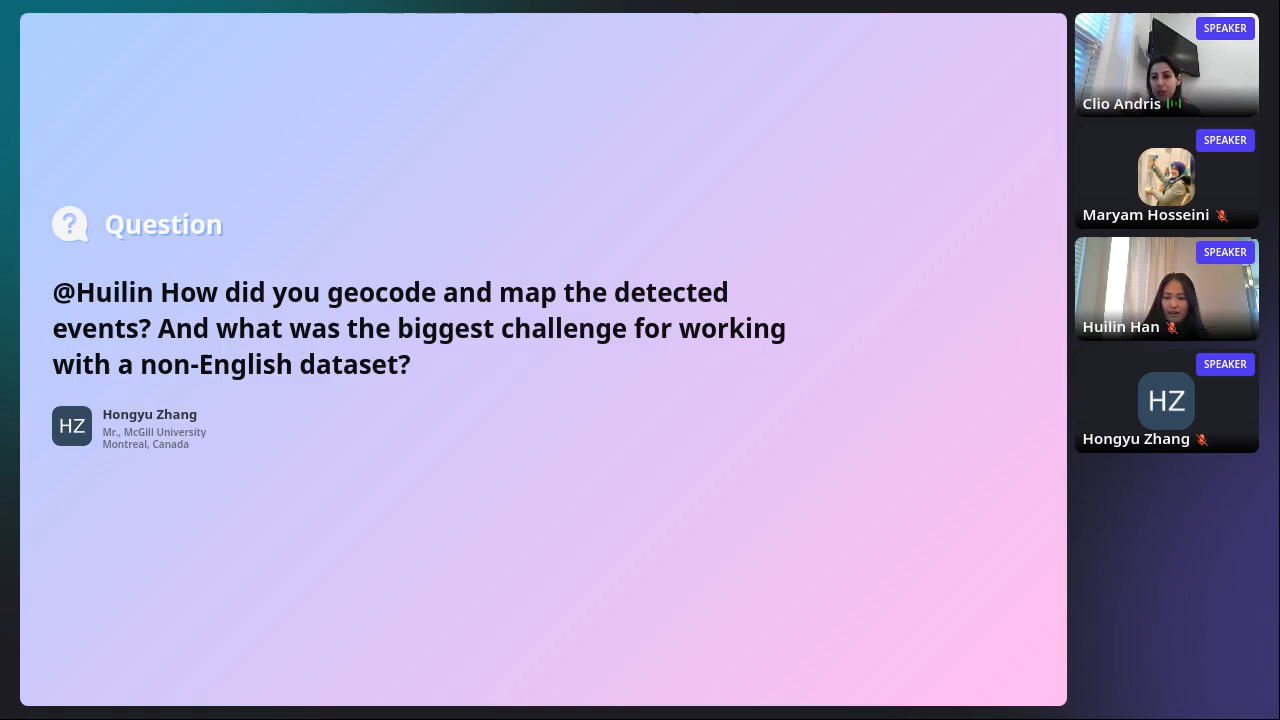 Question
@Huilin How did you geocode and map the detected
events? And what was the biggest challenge for working
with a non-English dataset?
HZ
Hongyu Zhang
Mr., McGill University
Montreal, Canada
SPEAKER
Clio Andris
SPEAKER
Maryam Hosseini
SPEAKER
Huilin Han
SPEAKER
HZ
Hongyu Zhang